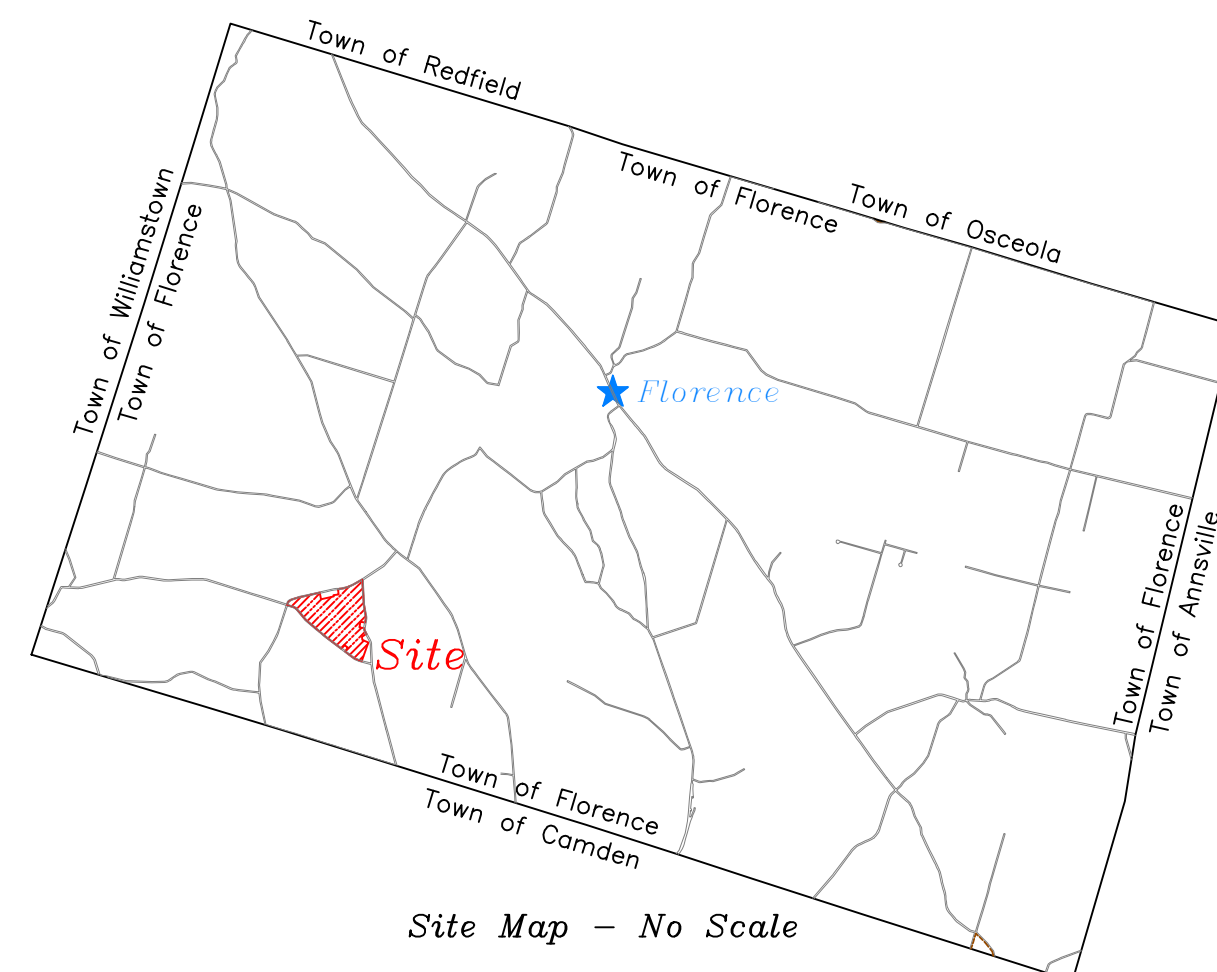 Town of Redfield
Town of Florence
Town of Osceola
Town of Williamstown
Town of Florence
Florence
Town of Florence
Town of Annsville
Site
Town of Florence
Town of Camden
Site Map - No Scale